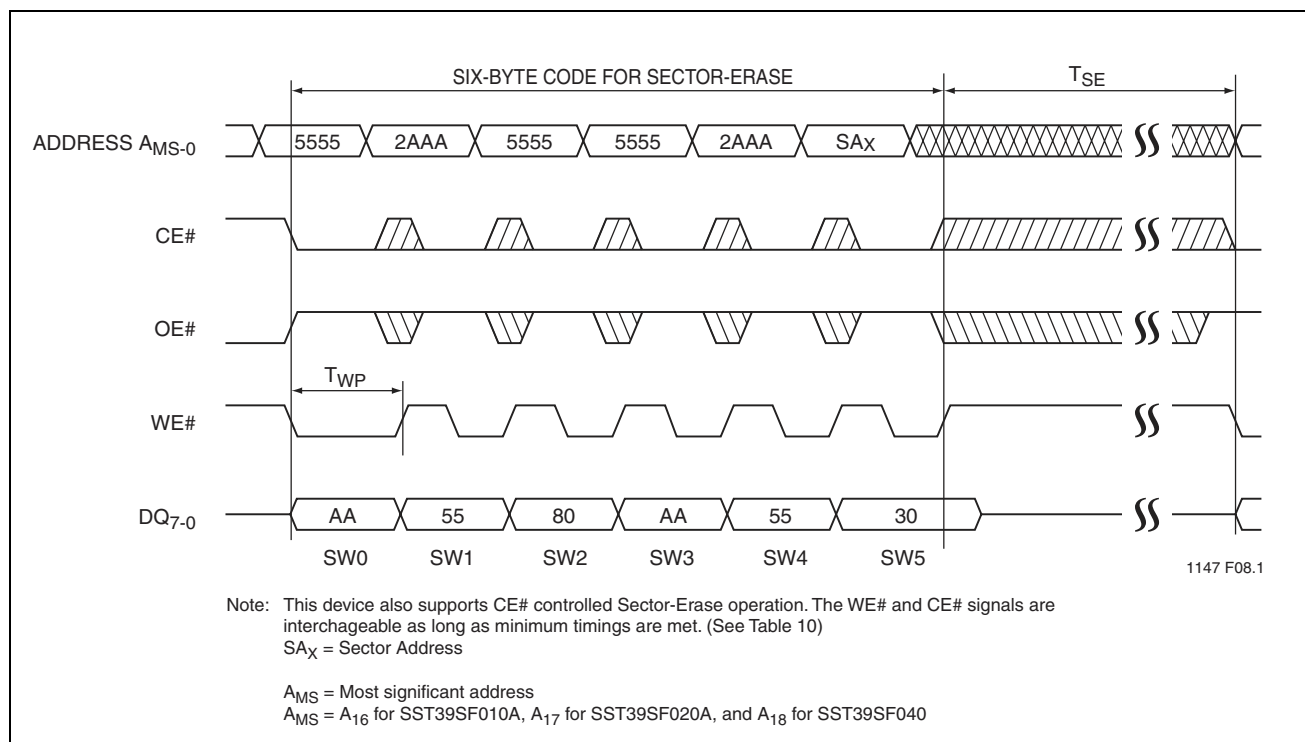 SIX-BYTE CODE FOR SECTOR-ERASE
TSE
ADDRESS AMS-0
5555 2AAA 5555 5555 2AAA SAX
CE#
OE#
TWP
WE#
DQ7-0
AA 55 80 AA 55 30
SW0 SW1 SW2 SW3 SW4 SW5
1147 F08.1
Note: This device also supports CE# controlled Sector-Erase operation. The WE# and CE# signals are
interchageable as long as minimum timings are met. (See Table 10)
SAX = Sector Address
AMS = Most significant address
AMS = A16 for SST39SF010A, A17 for SST39SF020A, and A18 for SST39SF040